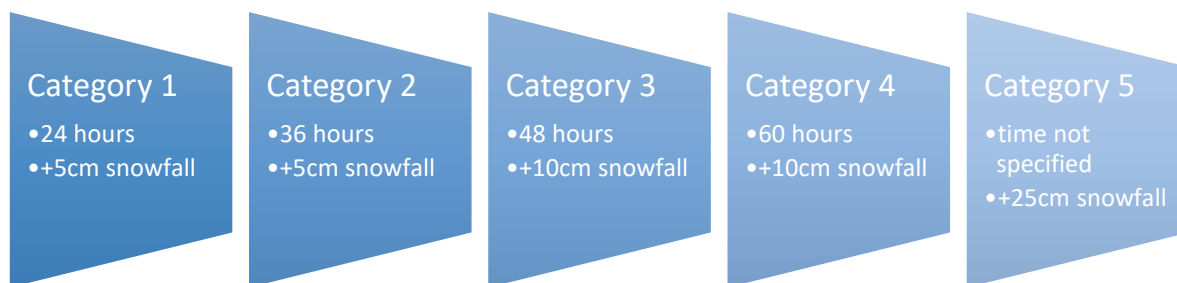 Category 1
•24 hours
•+5cm snowfall
Category 2
•36 hours
•+5cm snowfall
Category 3
•48 hours
•+10cm snowfall
Category 4
•60 hours
•+10cm snowfall
Category 5
•time not
specified
•+25cm snowfall